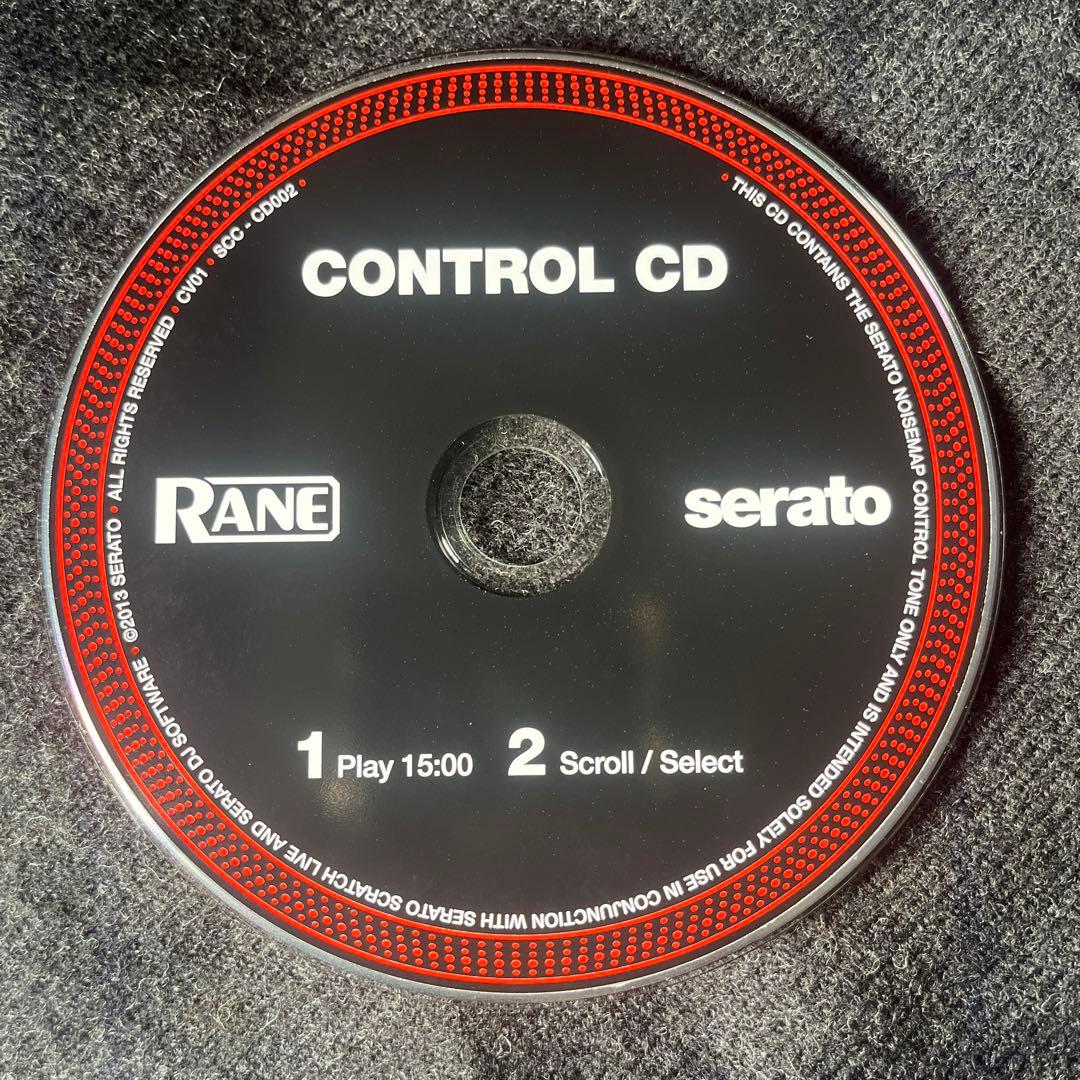 CONTROL CD
RANE
serato
1 Play 15:00 2 Scroll / Select
• THIS CD CONTAINS THE SERATO NOISEMAP CONTROL TONE ONLY AND IS INTENDED SOLELY FOR USE IN CONJUNCTION WITH SERATO SCRATCH LIVE AND SERATO DJ SOFTWARE • ©2013 SERATO • ALL RIGHTS RESERVED • CV01 • SCC - CD002 •